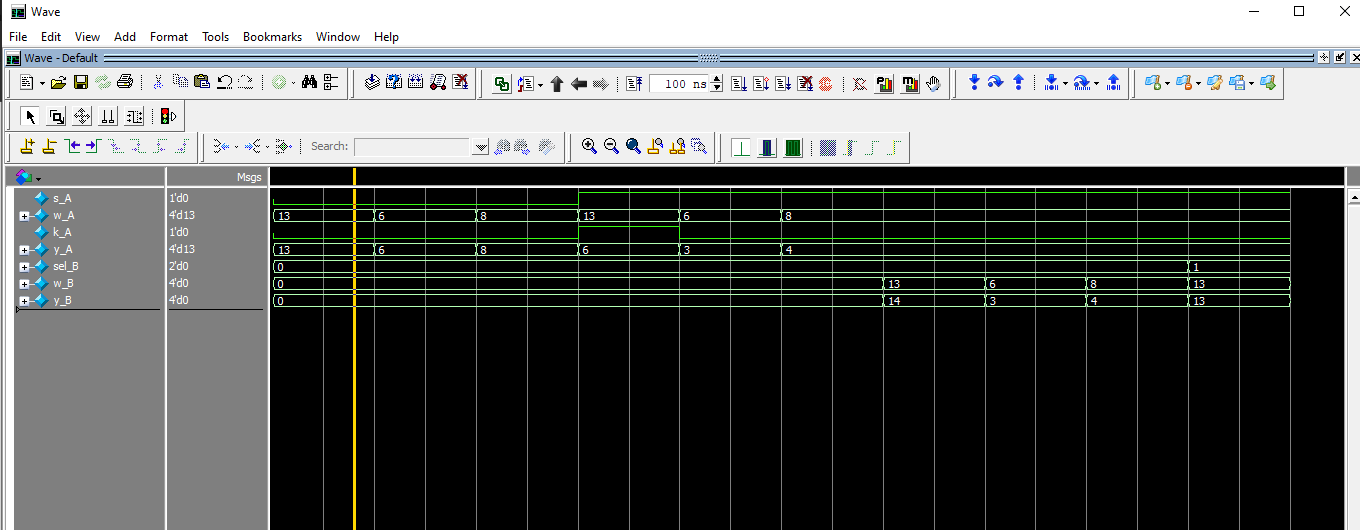 Wave
File Edit View Add Format Tools Bookmarks Window Help
Wave - Default
100 ns
Search:
Msgs
s_A 1'd0
w_A 4'd13 13 6 8 13 6 8
k_A 1'd0
y_A 4'd13 13 6 8 6 3 4
sel_B 2'd0 0 1
w_B 4'd0 0 13 6 8 13
y_B 4'd0 0 14 3 4 13